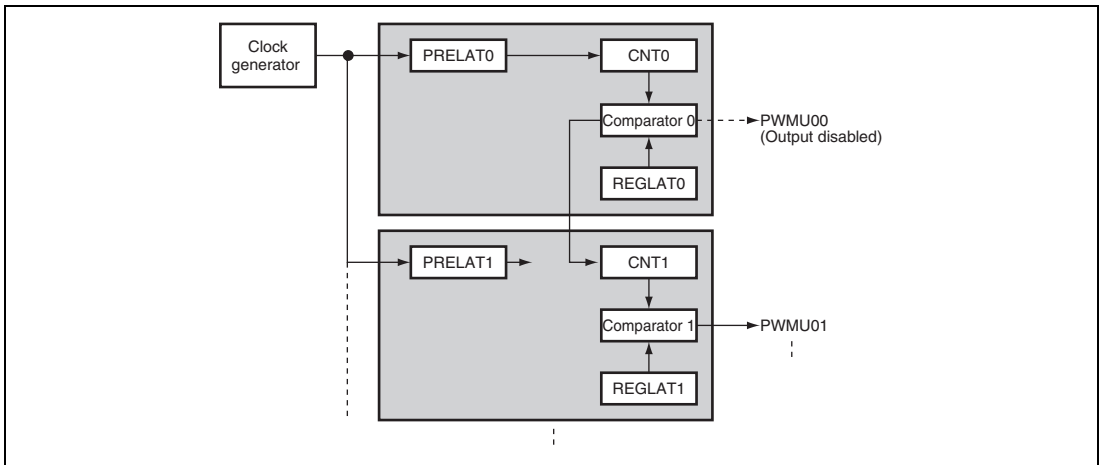 Clock
generator
PRELAT0
CNT0
Comparator 0
PWMU00
(Output disabled)
REGLAT0
PRELAT1
CNT1
Comparator 1
PWMU01
REGLAT1